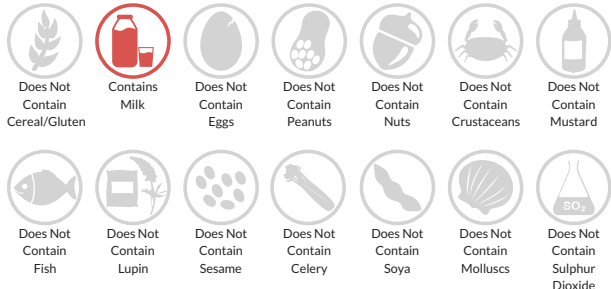 Does Not
Contain
Cereal/Gluten
Contains
Milk
Does Not
Contain
Eggs
Does Not
Contain
Peanuts
Does Not
Contain
Nuts
Does Not
Contain
Crustaceans
Does Not
Contain
Mustard
SO₂
Does Not
Contain
Fish
Does Not
Contain
Lupin
Does Not
Contain
Sesame
Does Not
Contain
Celery
Does Not
Contain
Soya
Does Not
Contain
Molluscs
Does Not
Contain
Sulphur
Dioxide